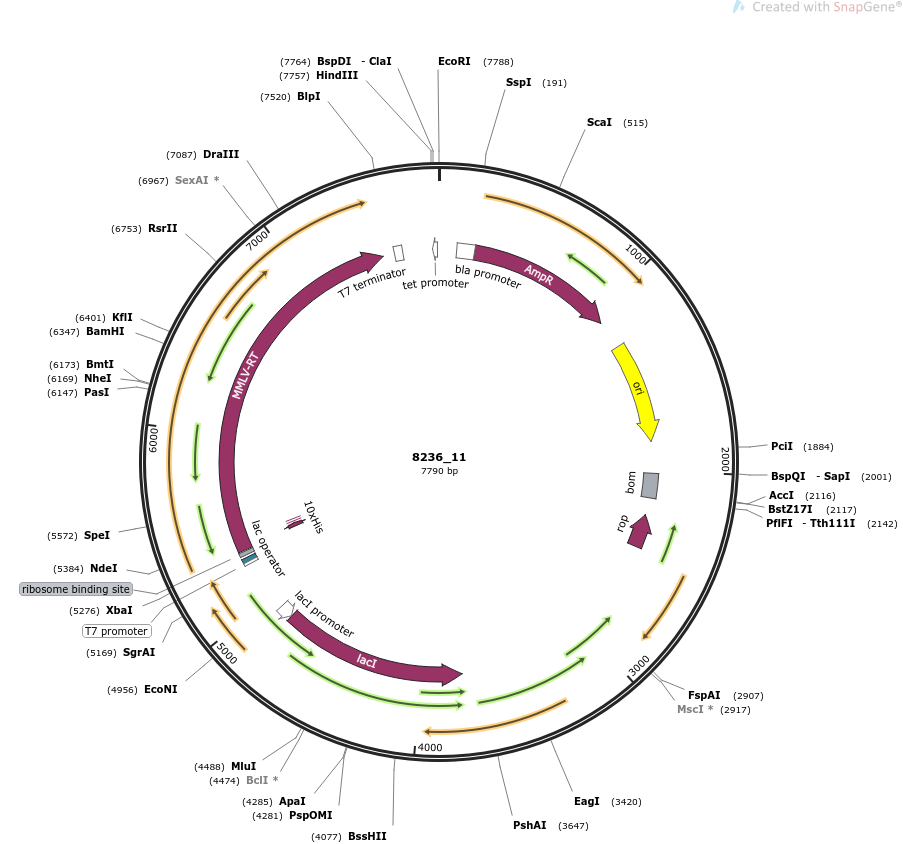 Created with SnapGene®
(7764) BspDI - ClaI
(7757) HindIII
(7520) BlpI
EcoRI (7788)
SspI (191)
ScaI (515)
(7087) DraIII
(6967) SexAI *
(6753) RsrII
(6401) KflI
(6347) BamHI
(6173) BmtI
(6169) NheI
(6147) PasI
(5572) SpeI
(5384) NdeI
ribosome binding site
(5276) XbaI
T7 promoter
(5169) SgrAI
(4956) EcoNI
(4488) MluI
(4474) BclI *
(4285) ApaI
(4281) PspOMI
(4077) BssHII
PciI (1884)
BspQI - SapI (2001)
AccI (2116)
BstZ17I (2117)
PflFI - Tth111I (2142)
FspAI (2907)
MscI * (2917)
EagI (3420)
PshAI (3647)
1000
2000
3000
4000
5000
6000
7000
T7 terminator
tet promoter
bla promoter
AmpR
ori
bom
rop
MMLV-RT
10xHis
lac operator
lacI promoter
lacI
8236_11
7790 bp